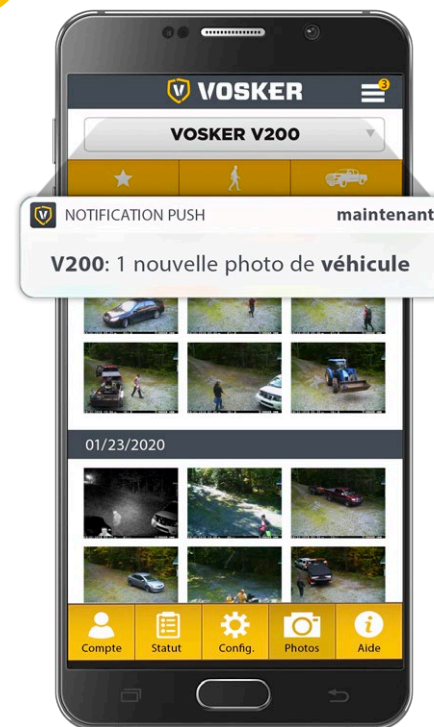 VOSKER
3
VOSKER V200
NOTIFICATION PUSH maintenant
V200: 1 nouvelle photo de véhicule
01/23/2020
Compte Statut Config. Photos Aide